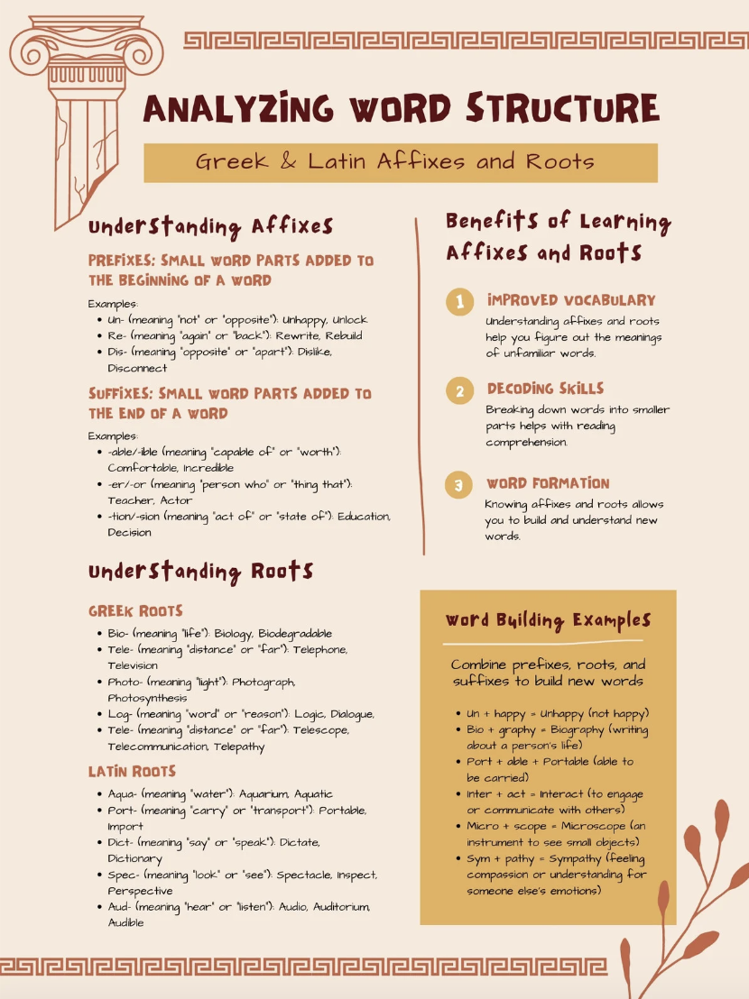 ANALYZING WORD STRUCTURE
Greek & Latin Affixes and Roots
Understanding Affixes
PREFIXES: SMALL WORD PARTS ADDED TO
THE BEGINNING OF A WORD
Examples:
• Un- (meaning "not" or "opposite"): Unhappy, Unlock
• Re- (meaning "again" or "back"): Rewrite, Rebuild
• Dis- (meaning "opposite" or "apart"): Dislike,
Disconnect
SUFFIXES: SMALL WORD PARTS ADDED TO
THE END OF A WORD
Examples:
• -able/-ible (meaning "capable of" or "worth"):
Comfortable, Incredible
• -er/-or (meaning "person who" or "thing that"):
Teacher, Actor
• -tion/-sion (meaning "act of" or "state of"): Education,
Decision
Understanding Roots
GREEK ROOTS
• Bio- (meaning "life"): Biology, Biodegradable
• Tele- (meaning "distance" or "far"): Telephone,
Television
• Photo- (meaning "light"): Photograph,
Photosynthesis
• Log- (meaning "word" or "reason"): Logic, Dialogue,
• Tele- (meaning "distance" or "far"): Telescope,
Telecommunication, Telepathy
LATIN ROOTS
• Aqua- (meaning "water"): Aquarium, Aquatic
• Port- (meaning "carry" or "transport"): Portable,
Import
• Dict- (meaning "say" or "speak"): Dictate,
Dictionary
• Spec- (meaning "look" or "see"): Spectacle, Inspect,
Perspective
• Aud- (meaning "hear" or "listen"): Audio, Auditorium,
Audible
Benefits of Learning
Affixes and Roots
1 IMPROVED VOCABULARY
Understanding affixes and roots
help you figure out the meanings
of unfamiliar words.
2 DECODING SKILLS
Breaking down words into smaller
parts helps with reading
comprehension.
3 WORD FORMATION
Knowing affixes and roots allows
you to build and understand new
words.
Word Building Examples
Combine prefixes, roots, and
suffixes to build new words
• Un + happy = Unhappy (not happy)
• Bio + graphy = Biography (writing
about a person's life)
• Port + able + Portable (able to
be carried)
• Inter + act = Interact (to engage
or communicate with others)
• Micro + scope = Microscope (an
instrument to see small objects)
• Sym + pathy = Sympathy (feeling
compassion or understanding for
someone else's emotions)